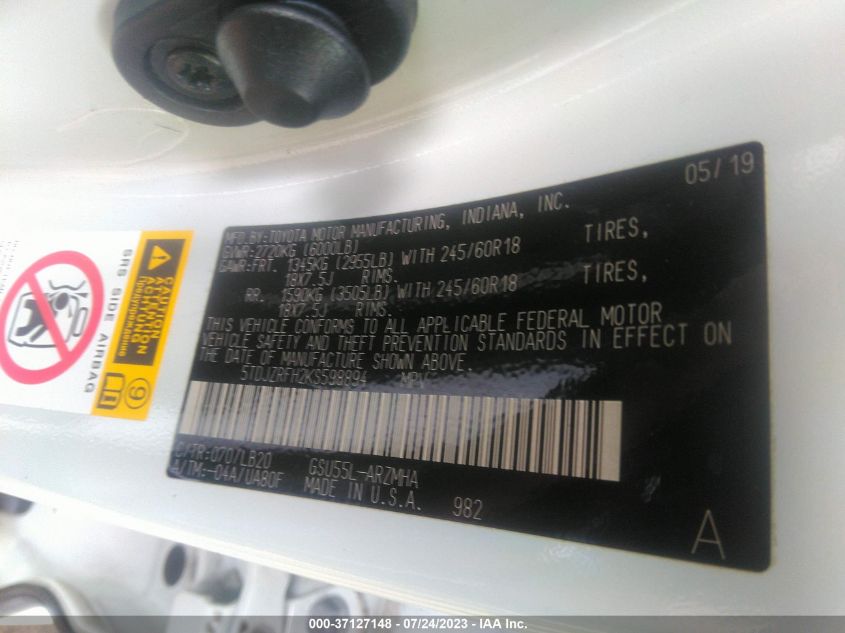 05/19
MFD.BY:TOYOTA MOTOR MANUFACTURING, INDIANA, INC.
GVWR:2720KG (6000LB)
GAWR:FRT. 1345KG (2955LB) WITH 245/60R18 TIRES,
18X7.5J RIMS.
RR. 1590KG (3505LB) WITH 245/60R18 TIRES,
18X7.5J RIMS.
THIS VEHICLE CONFORMS TO ALL APPLICABLE FEDERAL MOTOR
VEHICLE SAFETY AND THEFT PREVENTION STANDARDS IN EFFECT ON
THE DATE OF MANUFACTURE SHOWN ABOVE.
5TDJZRFH2KS598894 MPV
C/TR:070/LB20 GSU55L-ARZMHA
A/TM:-04A/UA80F MADE IN U.S.A. 982
A
SRS SIDE AIRBAG
CAUTION
ACHTUNG
ATTENTION
Предупреждение
9
000-37127148 - 07/24/2023 - IAA Inc.